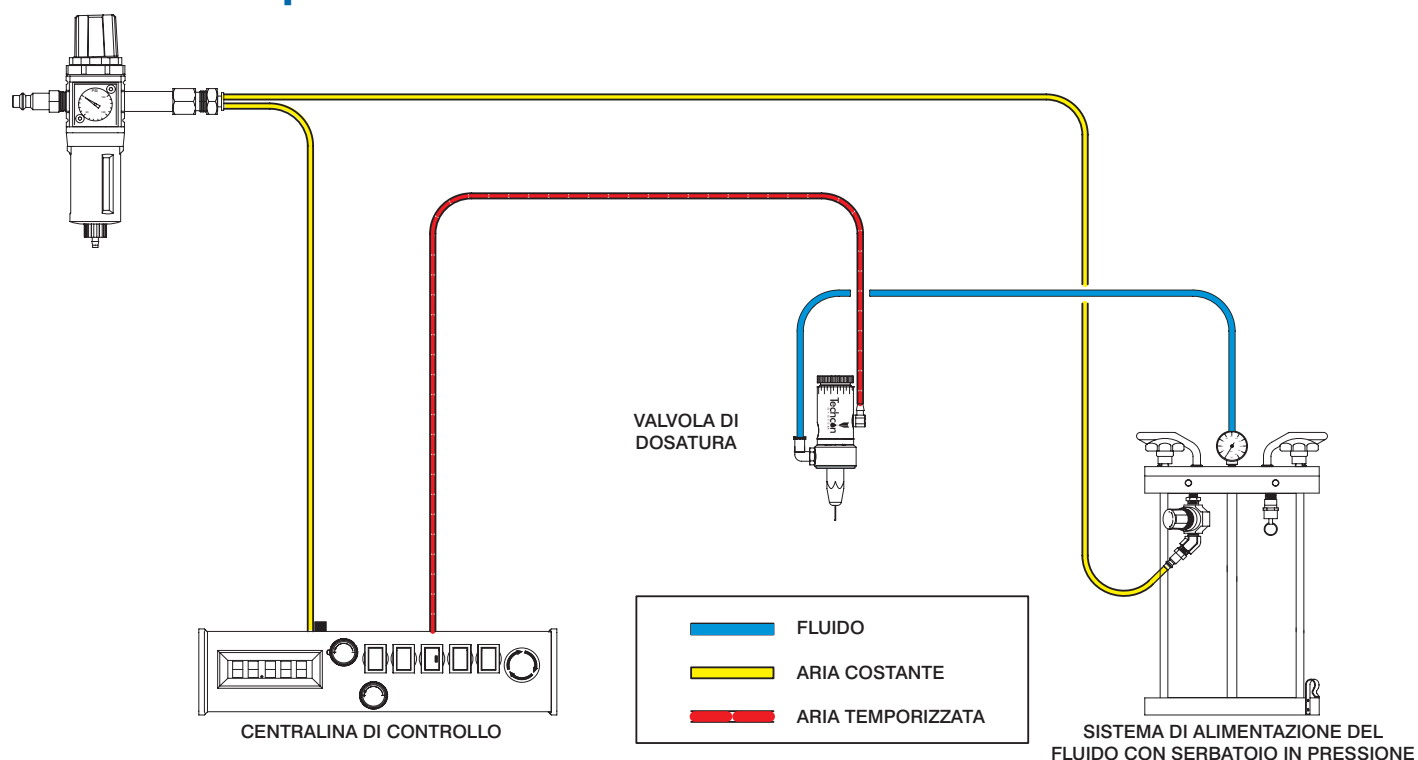 VALVOLA DI
DOSATURA
Techcon
FLUIDO
ARIA COSTANTE
ARIA TEMPORIZZATA
CENTRALINA DI CONTROLLO
SISTEMA DI ALIMENTAZIONE DEL
FLUIDO CON SERBATOIO IN PRESSIONE